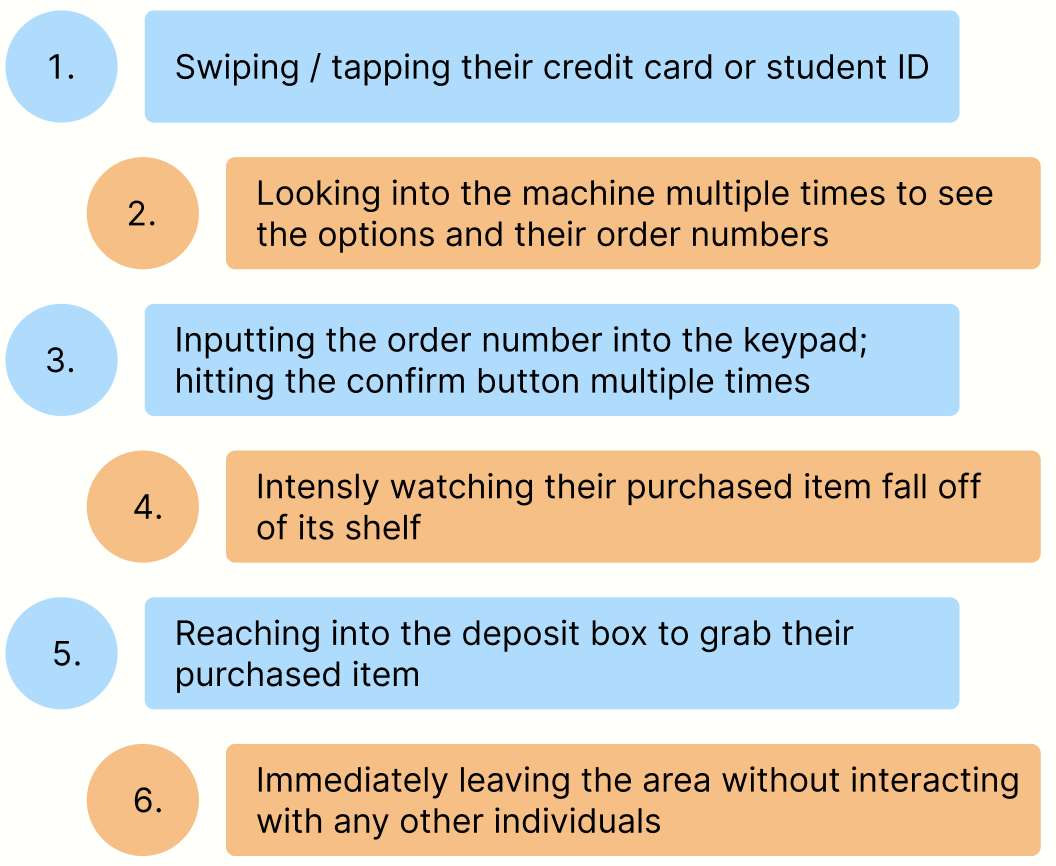 1.
Swiping / tapping their credit card or student ID
2.
Looking into the machine multiple times to see
the options and their order numbers
3.
Inputting the order number into the keypad;
hitting the confirm button multiple times
4.
Intensly watching their purchased item fall off
of its shelf
5.
Reaching into the deposit box to grab their
purchased item
6.
Immediately leaving the area without interacting
with any other individuals